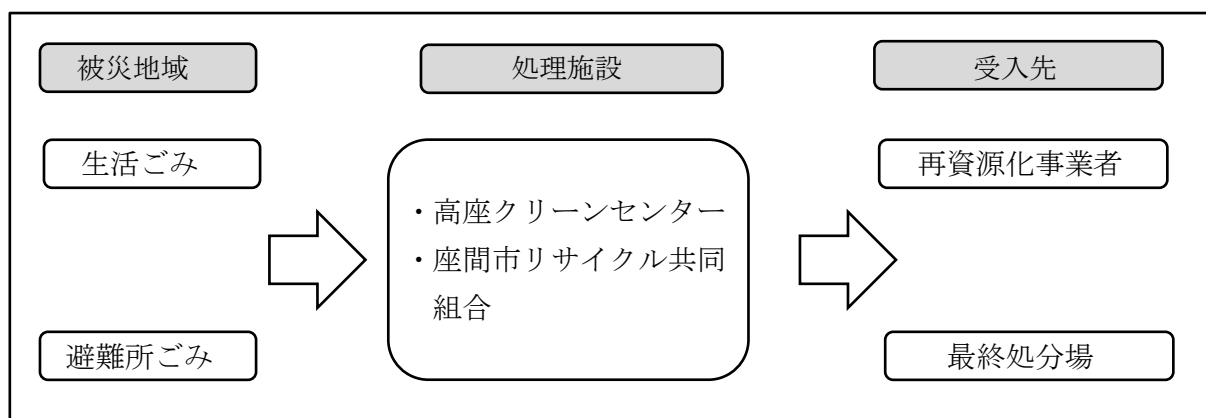 被災地域
処理施設
受入先
生活ごみ
避難所ごみ
・高座クリーンセンター
・座間市リサイクル共同
組合
再資源化事業者
最終処分場